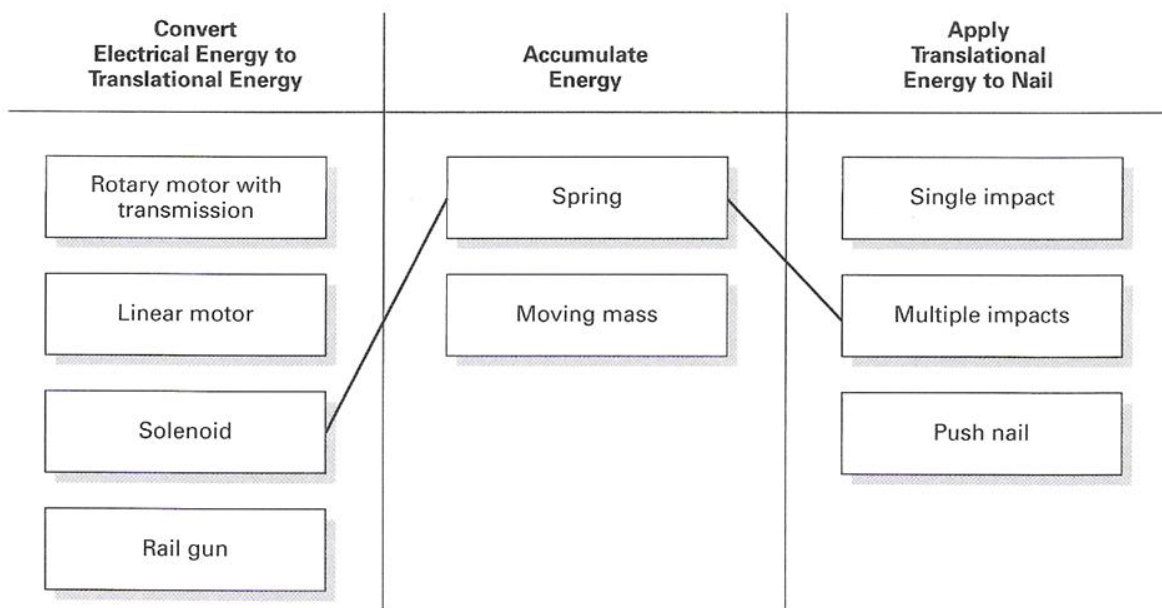 Convert
Electrical Energy to
Translational Energy
Accumulate
Energy
Apply
Translational
Energy to Nail
Rotary motor with
transmission
Spring
Single impact
Linear motor
Moving mass
Multiple impacts
Solenoid
Push nail
Rail gun